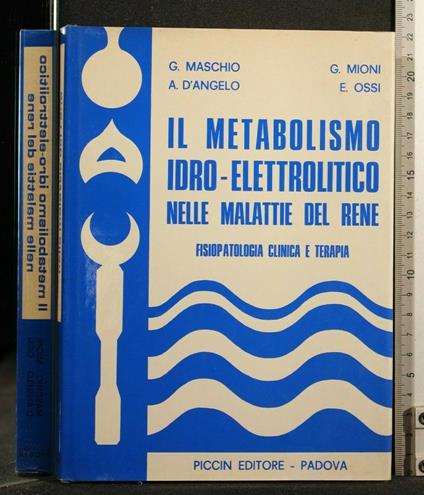 G. MASCHIO
G. MIONI
A. D'ANGELO
E. OSSI
IL METABOLISMO
IDRO-ELETTROLITICO
NELLE MALATTIE DEL RENE
FISIOPATOLOGIA CLINICA E TERAPIA
PICCIN EDITORE - PADOVA
Il metabolismo idro-elettrolitico
nelle malattie del rene